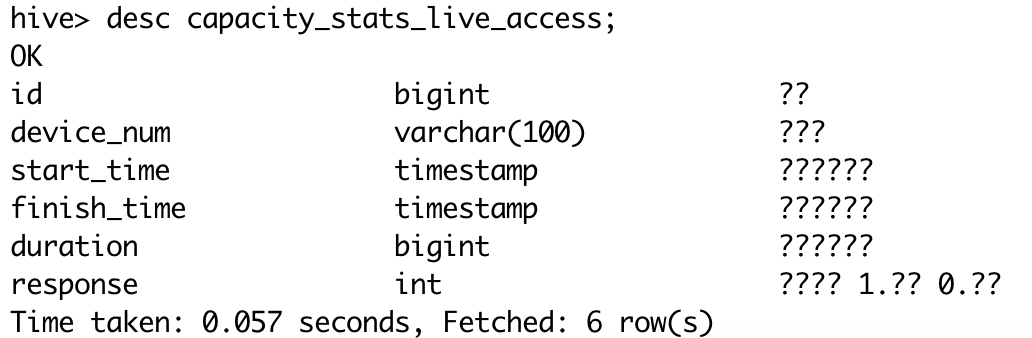 hive> desc capacity_stats_live_access;
OK
id bigint ??
device_num varchar(100) ???
start_time timestamp ??????
finish_time timestamp ??????
duration bigint ??????
response int ???? 1.?? 0.??
Time taken: 0.057 seconds, Fetched: 6 row(s)